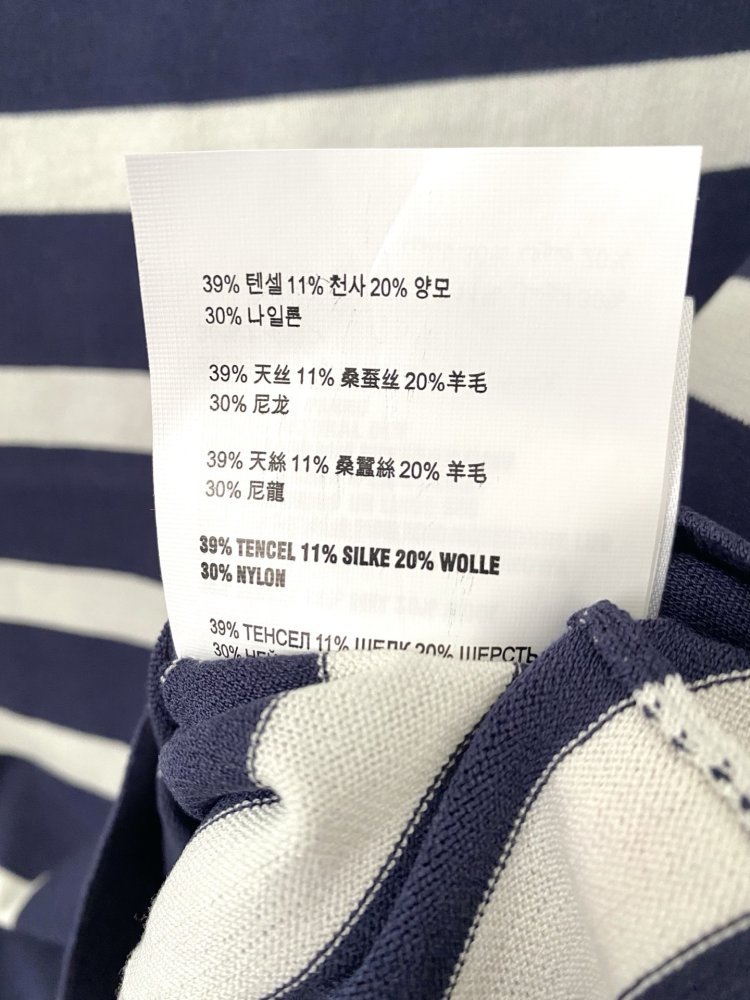 39% 텐셀 11% 천사 20% 양모
30% 나일론
39% 天丝 11% 桑蚕丝 20%羊毛
30% 尼龙
39% 天絲 11% 桑蠶絲 20% 羊毛
30% 尼龍
39% TENCEL 11% SILKE 20% WOLLE
30% NYLON
39% ТЕНСЕЛ 11% ШЕЛК 20% ШЕРСТЬ
30%